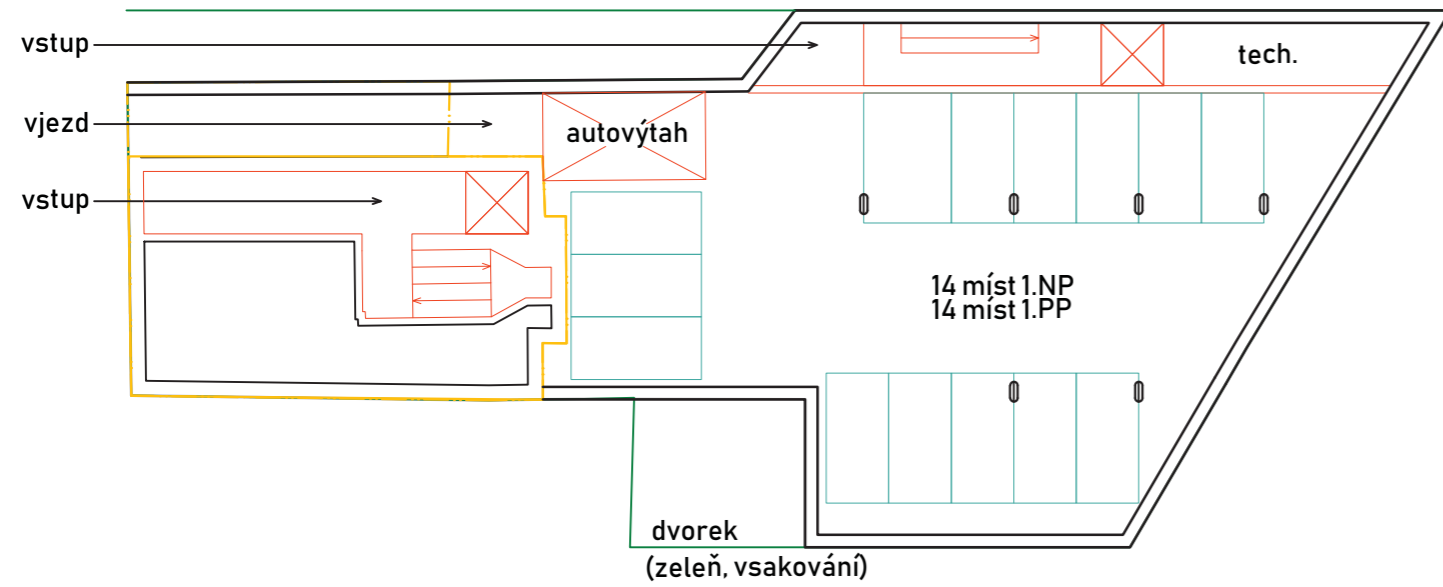 vstup
tech.
vjezd
autovýtah
vstup
14 míst 1.NP
14 míst 1.PP
dvorek
(zeleň, vsakování)